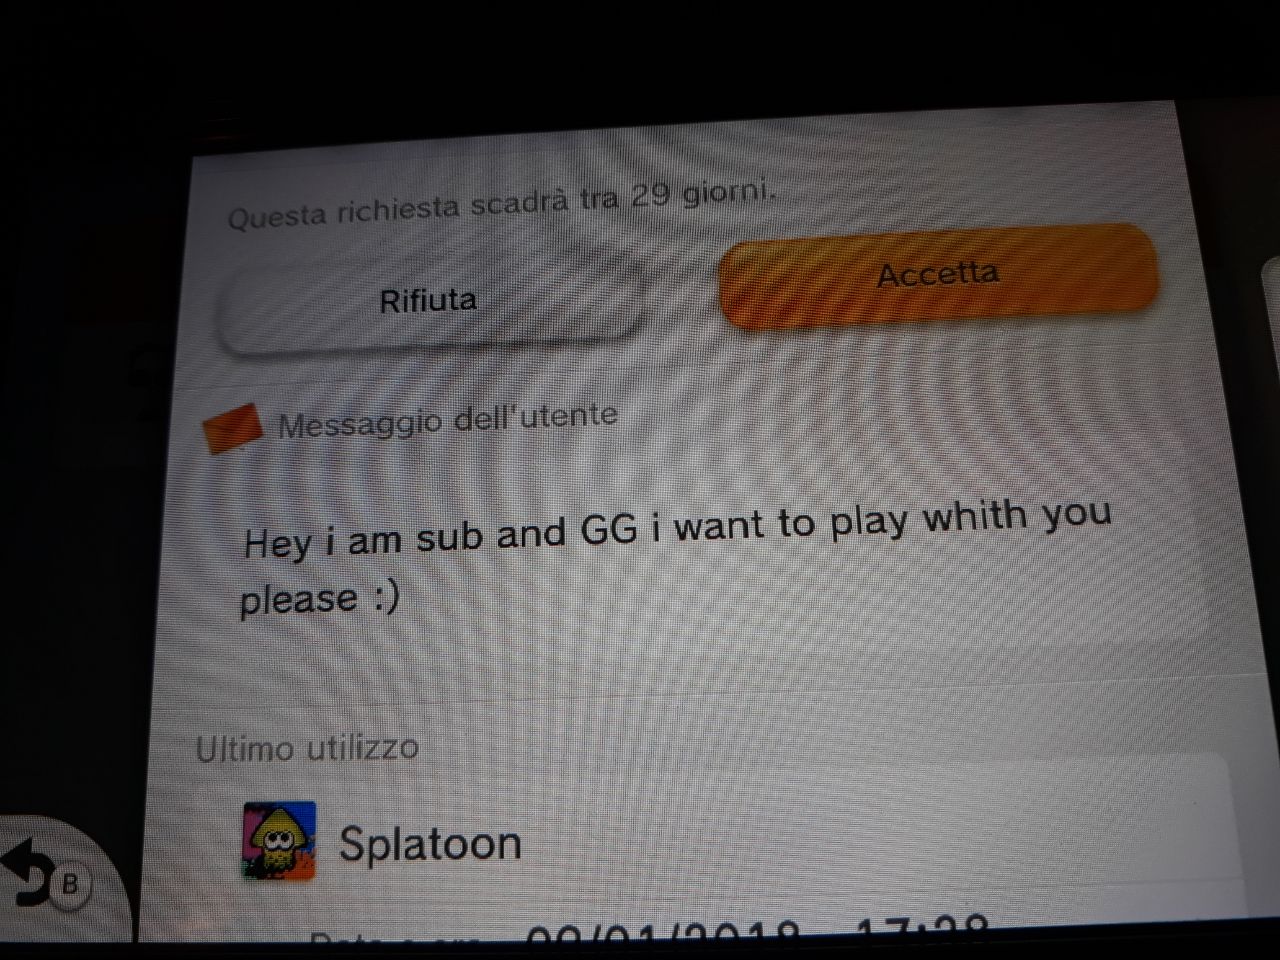 Questa richiesta scadrà tra 29 giorni.
Rifiuta
Accetta
Messaggio dell'utente
Hey i am sub and GG i want to play whith you
please :)
Ultimo utilizzo
Splatoon
B